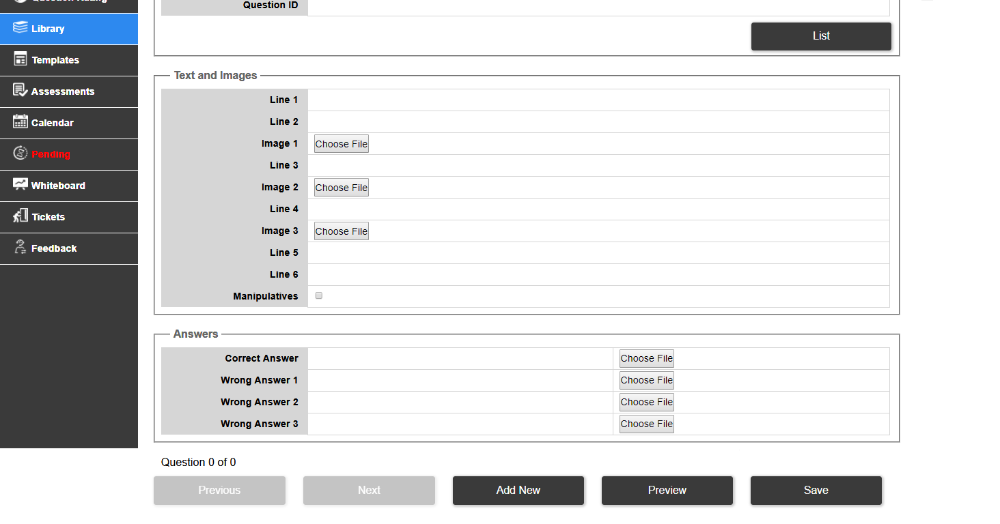 Question ID
Library
List
Templates
Text and Images
Assessments
Line 1
Line 2
Calendar
Image 1 Choose File
Pending
Line 3
Whiteboard
Image 2 Choose File
Line 4
Tickets
Image 3 Choose File
Feedback
Line 5
Line 6
Manipulatives
Answers
Correct Answer Choose File
Wrong Answer 1 Choose File
Wrong Answer 2 Choose File
Wrong Answer 3 Choose File
Question 0 of 0
Previous Next Add New Preview Save